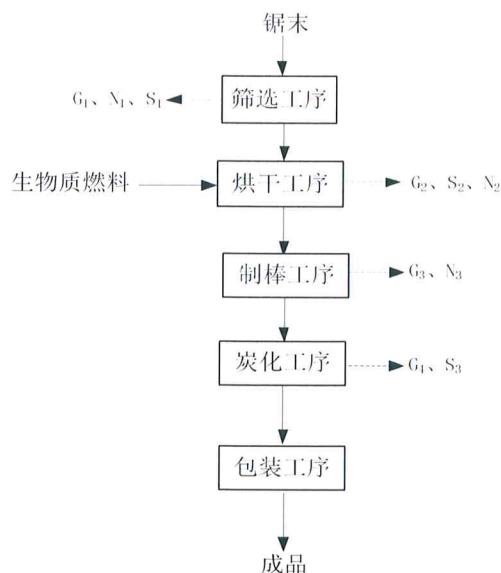 锯末
G₁、N₁、S₁
筛选工序
生物质燃料
烘干工序
G₂、S₂、N₂
制棒工序
G₃、N₃
炭化工序
G₄、S₃
包装工序
成品